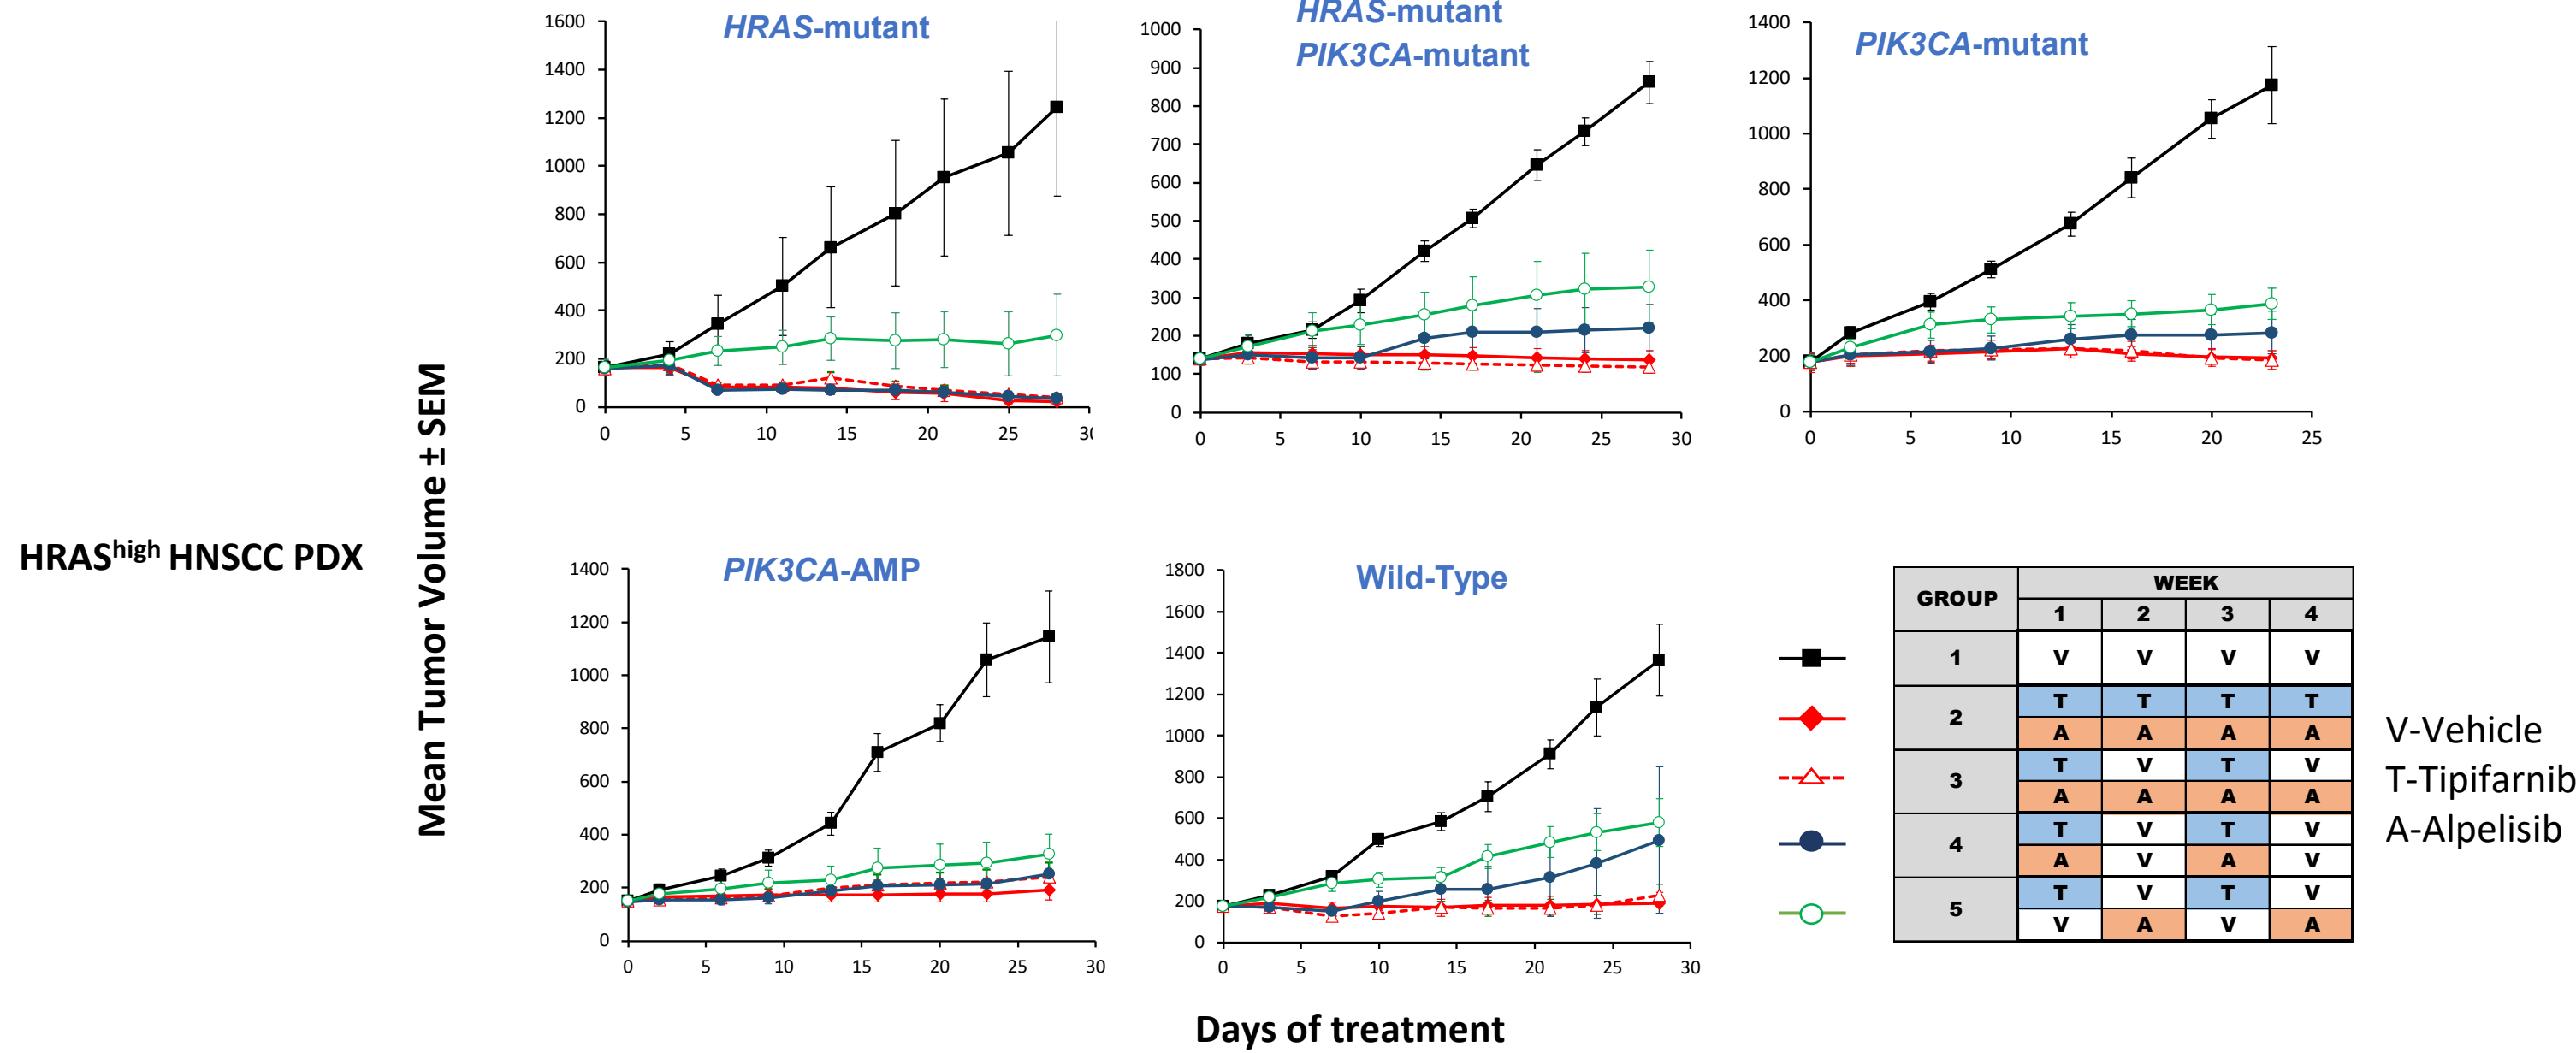 HRAS-mutant
1600
1400
1200
1000
800
600
400
200
0
0 5 10 15 20 25
HRAS-mutant
PIK3CA-mutant
1000
900
800
700
600
500
400
300
200
100
0
0 5 10 15 20 25 30
PIK3CA-mutant
1400
1200
1000
800
600
400
200
0
0 5 10 15 20 25
HRAShigh HNSCC PDX
Mean Tumor Volume ± SEM
PIK3CA-AMP
1400
1200
1000
800
600
400
200
0
0 5 10 15 20 25 30
Wild-Type
1800
1600
1400
1200
1000
800
600
400
200
0
0 5 10 15 20 25 30
GROUP WEEK
1 2 3 4
1 V V V V
2 T T T T
A A A A
3 T V T V
A A A A
4 T V T V
A V A V
5 T V T V
V A V A
V-Vehicle
T-Tipifarnib
A-Alpelisib
Days of treatment